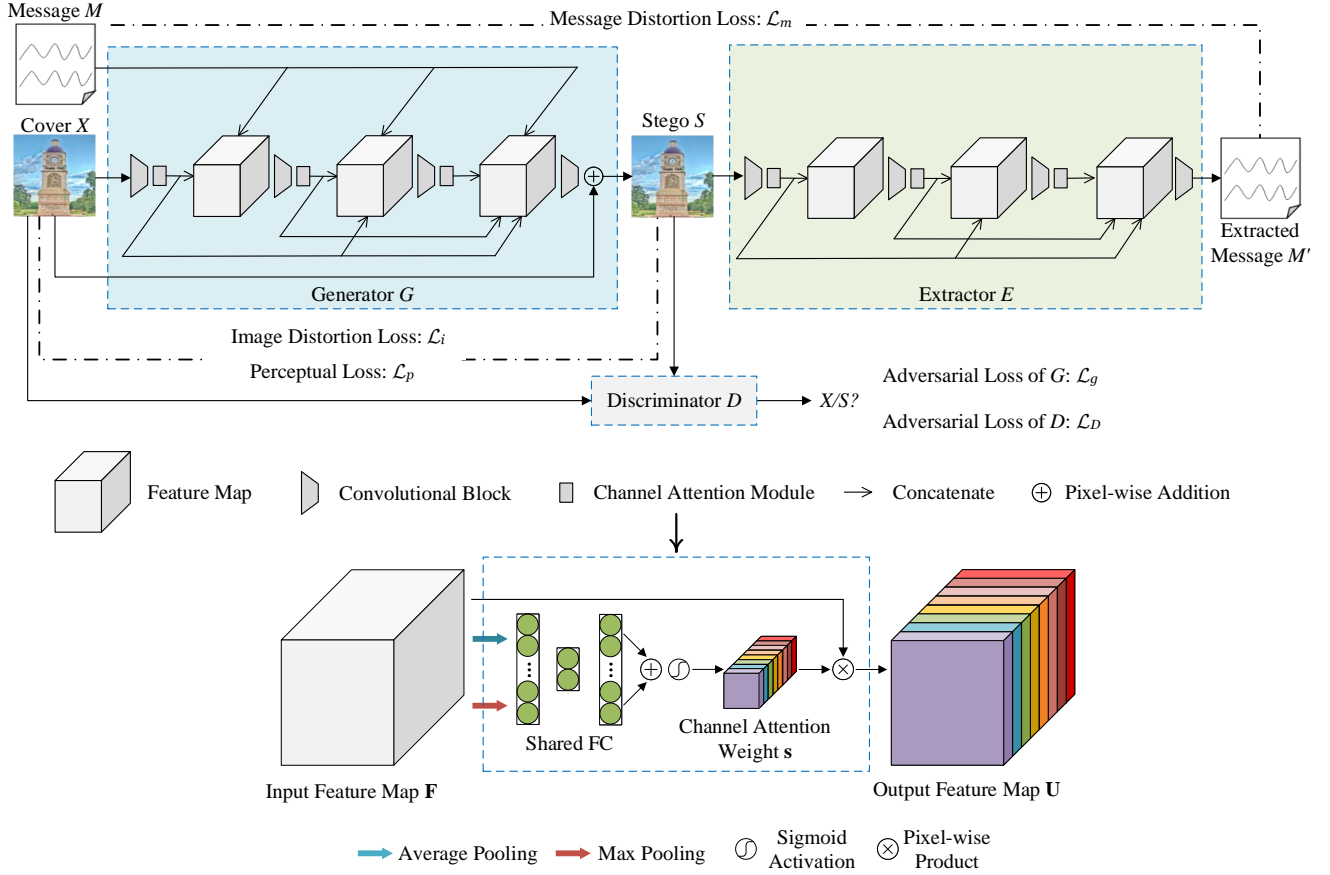 Message M
Message Distortion Loss: ℒm
Cover X
Stego S
Extracted
Message M'
Generator G
Extractor E
Image Distortion Loss: ℒi
Perceptual Loss: ℒp
Discriminator D
X/S?
Adversarial Loss of G: ℒg
Adversarial Loss of D: ℒD
Feature Map
Convolutional Block
Channel Attention Module
Concatenate
Pixel-wise Addition
Shared FC
Channel Attention
Weight s
Input Feature Map F
Output Feature Map U
Average Pooling
Max Pooling
Sigmoid
Activation
Pixel-wise
Product